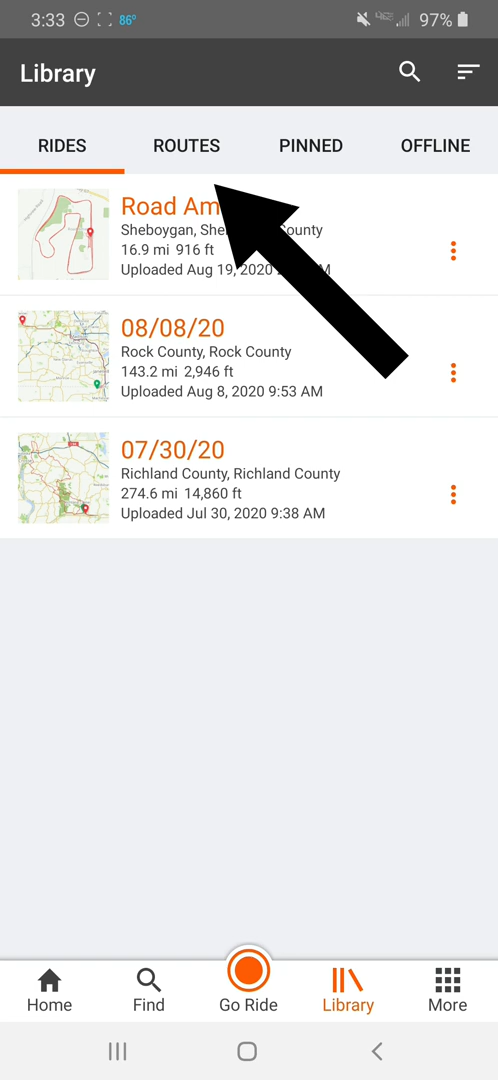 3:33 86° 97%
Library
RIDES ROUTES PINNED OFFLINE
Road Am
Sheboygan, She County
16.9 mi 916 ft
Uploaded Aug 19, 2020 M
08/08/20
Rock County, Rock County
143.2 mi 2,946 ft
Uploaded Aug 8, 2020 9:53 AM
07/30/20
Richland County, Richland County
274.6 mi 14,860 ft
Uploaded Jul 30, 2020 9:38 AM
Home Find Go Ride Library More